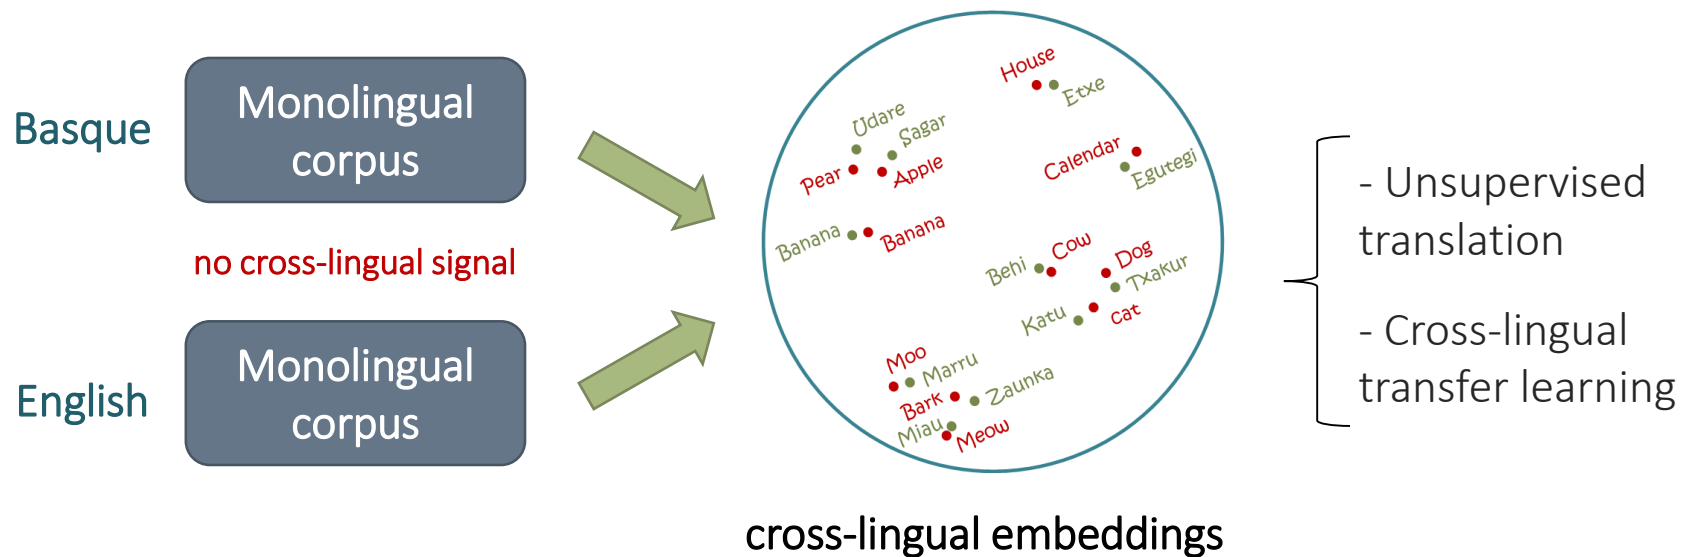 Basque
Monolingual
corpus
no cross-lingual signal
English
Monolingual
corpus
House
Etxe
Udare
Sagar
Pear
Apple
Calendar
Egutegi
Banana
Banana
Behi
Cow
Dog
Txakur
Katu
cat
Moo
Marru
Bark
Zaunka
Miau
Meow
cross-lingual embeddings
- Unsupervised
translation
- Cross-lingual
transfer learning